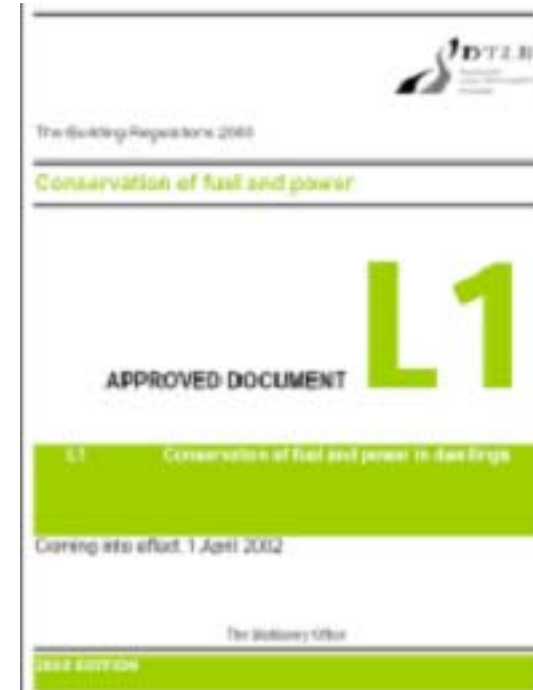 DTLR
The Building Regulations 2000
Conservation of fuel and power
L1
APPROVED DOCUMENT
L1 Conservation of fuel and power in dwellings
Coming into effect 1 April 2002
The Stationery Office
2002 EDITION